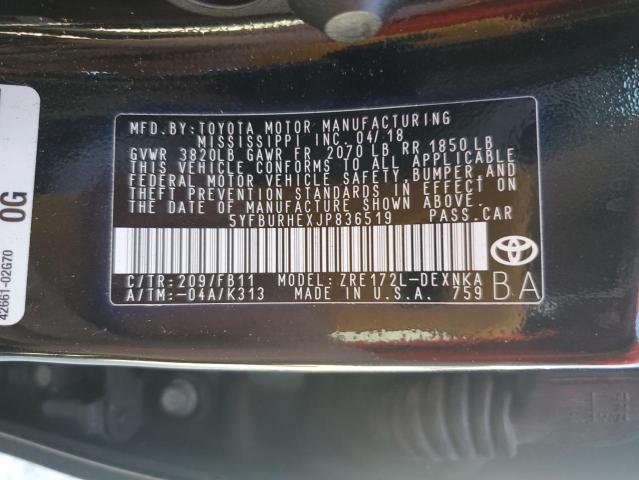 MFD.BY:TOYOTA MOTOR MANUFACTURING
MISSISSIPPI INC. 04/18
GVWR 3820LB GAWR FR 2070 LB RR 1850 LB
THIS VEHICLE CONFORMS TO ALL APPLICABLE
FEDERAL MOTOR VEHICLE SAFETY, BUMPER, AND
THEFT PREVENTION STANDARDS IN EFFECT ON
THE DATE OF MANUFACTURE SHOWN ABOVE.
5YFBURHEXJP836519 PASS.CAR
C/TR:209/FB11 MODEL:ZRE172L-DEXNKA
A/TM:-04A/K313 MADE IN U.S.A. 759
BA
0G
42661-02G70